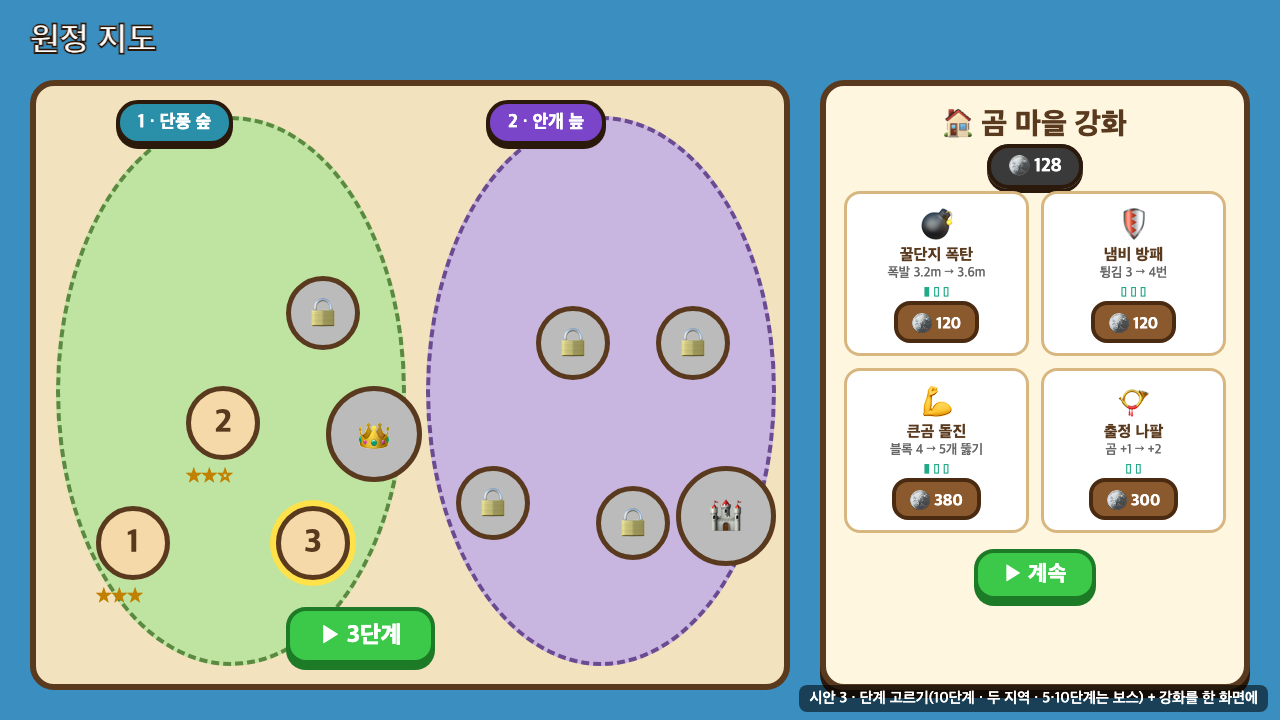 원정 지도
1 · 단풍 숲
2 · 안개 늪
2
★★☆
1
★★★
3
▶ 3단계
곰 마을 강화
128
꿀단지 폭탄
폭발 3.2m → 3.6m
120
냄비 방패
튕김 3 → 4번
120
큰곰 돌진
블록 4 → 5개 뚫기
380
출정 나팔
곰 +1 → +2
300
▶ 계속
시안 3 · 단계 고르기(10단계 · 두 지역 · 5·10단계는 보스) + 강화를 한 화면에